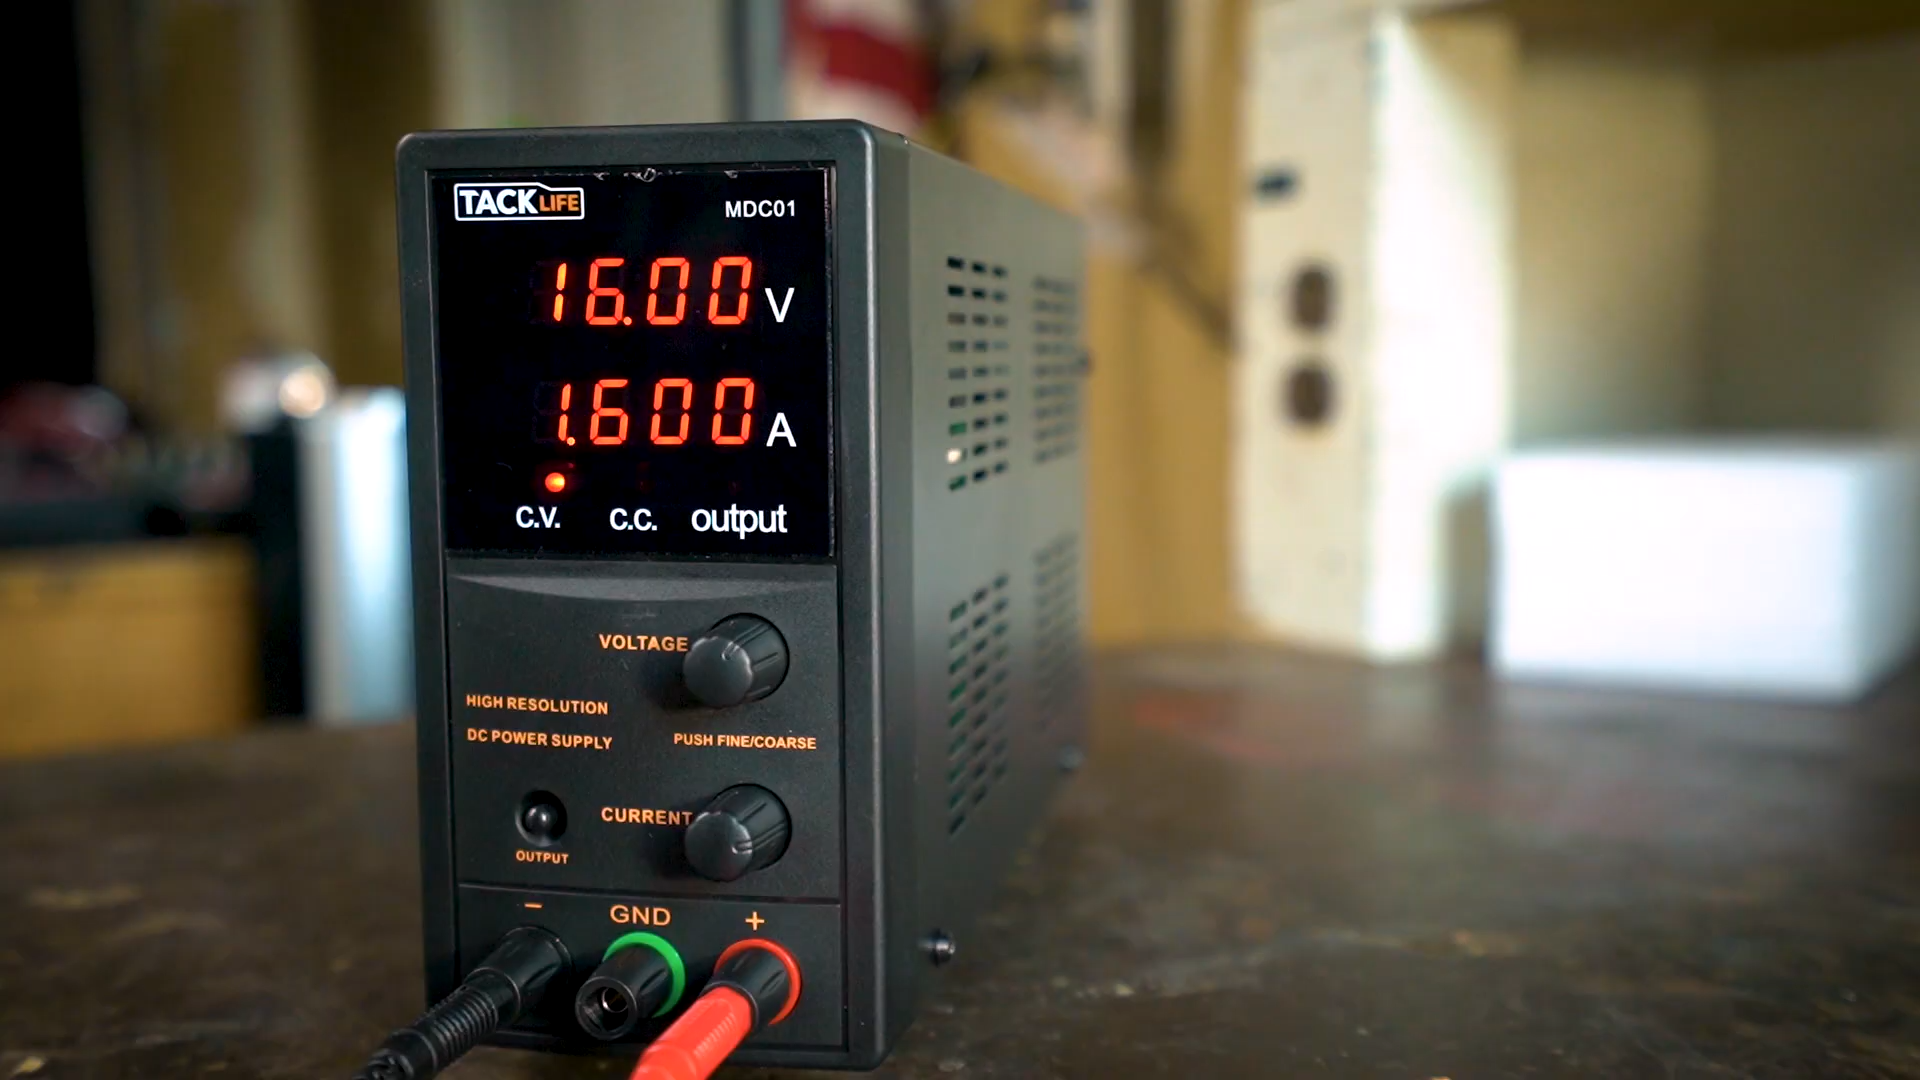 TACKLIFE MDC01
16.00 V
1.600 A
C.V. C.C. output
VOLTAGE
HIGH RESOLUTION
DC POWER SUPPLY
PUSH FINE/COARSE
CURRENT
OUTPUT
- GND +